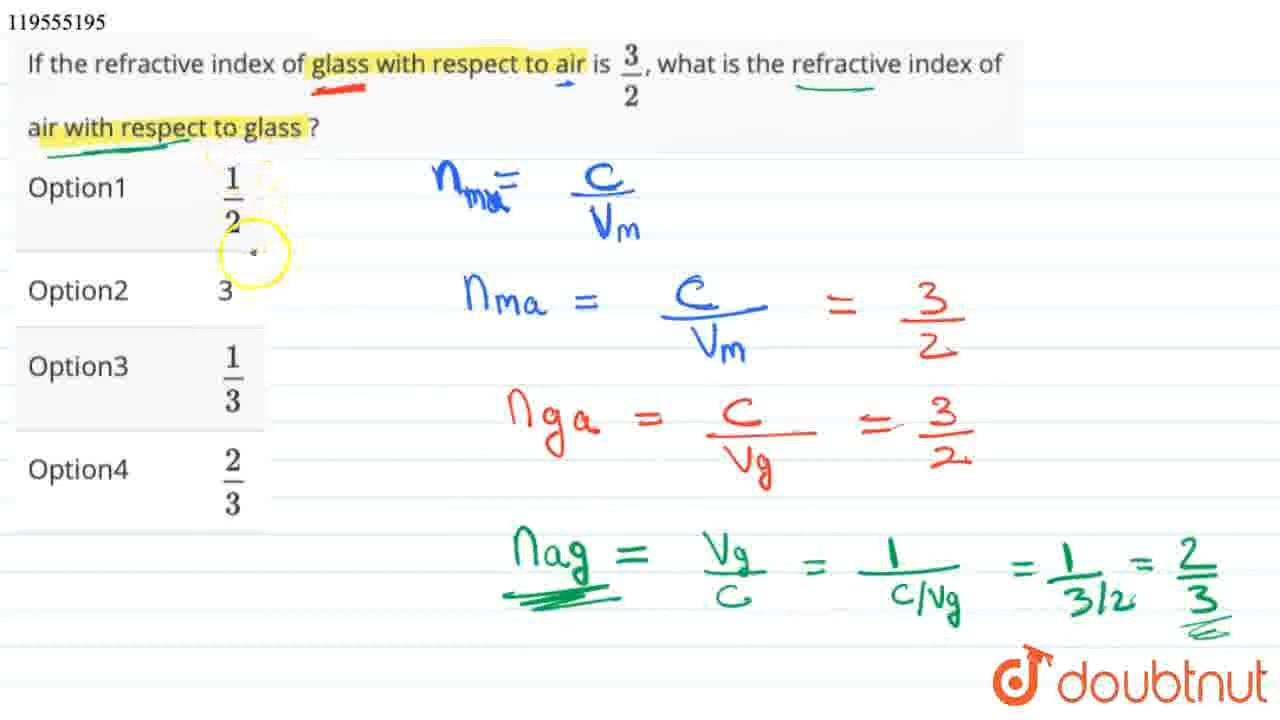 119555195
If the refractive index of glass with respect to air is 3/2, what is the refractive index of
air with respect to glass ?
Option1 1/2
Option2 3
Option3 1/3
Option4 2/3
nma = C/Vm
nma = C/Vm = 3/2
nga = C/Vg = 3/2
nag = Vg/C = 1/C/Vg = 1/3/2 = 2/3
doubtnut